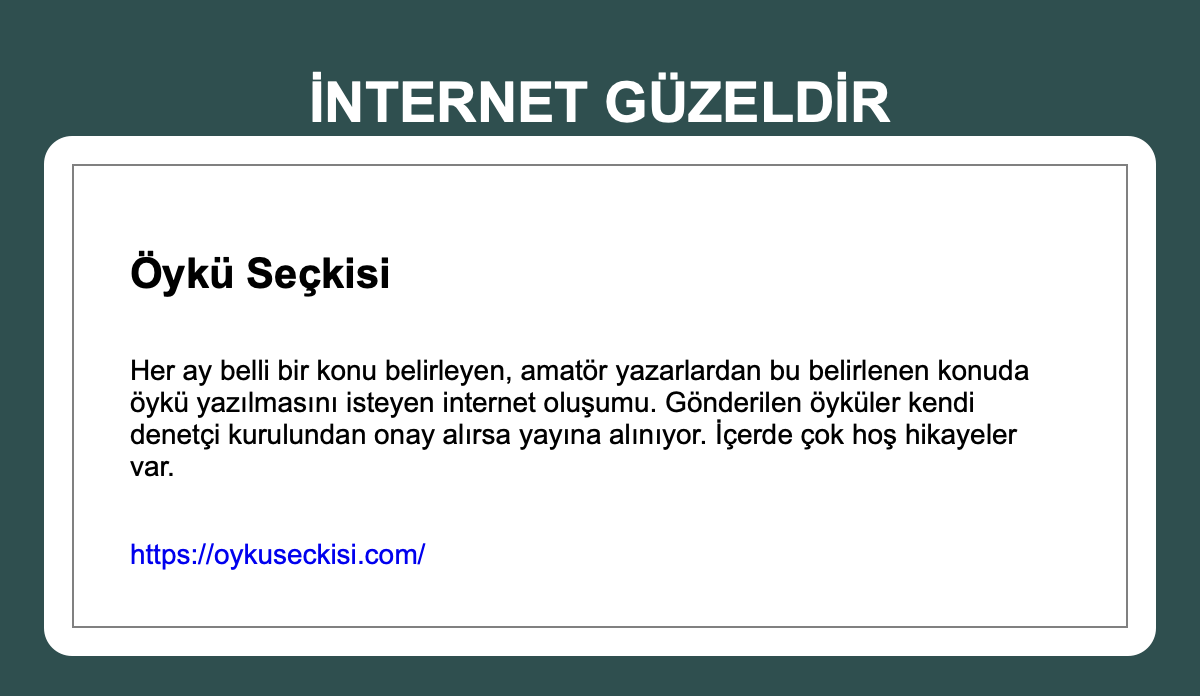 İNTERNET GÜZELDİR
Öykü Seçkisi
Her ay belli bir konu belirleyen, amatör yazarlardan bu belirlenen konuda
öykü yazılmasını isteyen internet oluşumu. Gönderilen öyküler kendi
denetçi kurulundan onay alırsa yayına alınıyor. İçerde çok hoş hikayeler
var.
https://oykuseckisi.com/